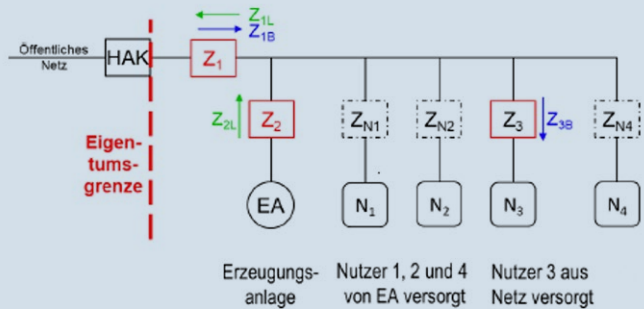 Z1L
Z1B
Öffentliches
Netz
HAK
Z1
Z2L
Z2
ZN1
ZN2
Z3
Z3B
ZN4
Eigen-
tums-
grenze
EA
N1
N2
N3
N4
Erzeugungs-
anlage
Nutzer 1, 2 und 4
von EA versorgt
Nutzer 3 aus
Netz versorgt